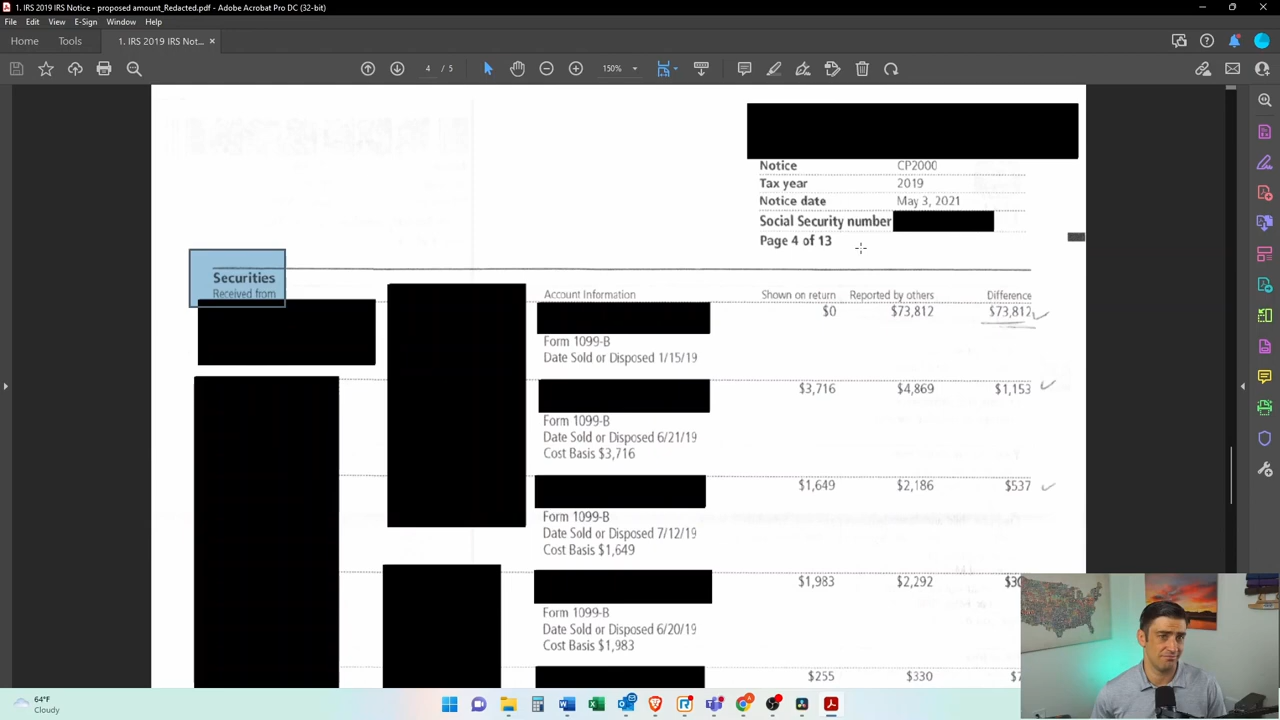 1. IRS 2019 IRS Notice - proposed amount_Redacted.pdf - Adobe Acrobat Pro DC (32-bit)
File Edit View E-Sign Window Help
Home Tools 1. IRS 2019 IRS Not... ×
4 / 5 150%
Notice CP2000
Tax year 2019
Notice date May 3, 2021
Social Security number
Page 4 of 13
Securities
Received from Account Information Shown on return Reported by others Difference
$0 $73,812 $73,812
Form 1099-B
Date Sold or Disposed 1/15/19
$3,716 $4,869 $1,153
Form 1099-B
Date Sold or Disposed 6/21/19
Cost Basis $3,716
$1,649 $2,186 $537
Form 1099-B
Date Sold or Disposed 7/12/19
Cost Basis $1,649
$1,983 $2,292
Form 1099-B
Date Sold or Disposed 6/20/19
Cost Basis $1,983
$255 $330
64°F
Cloudy